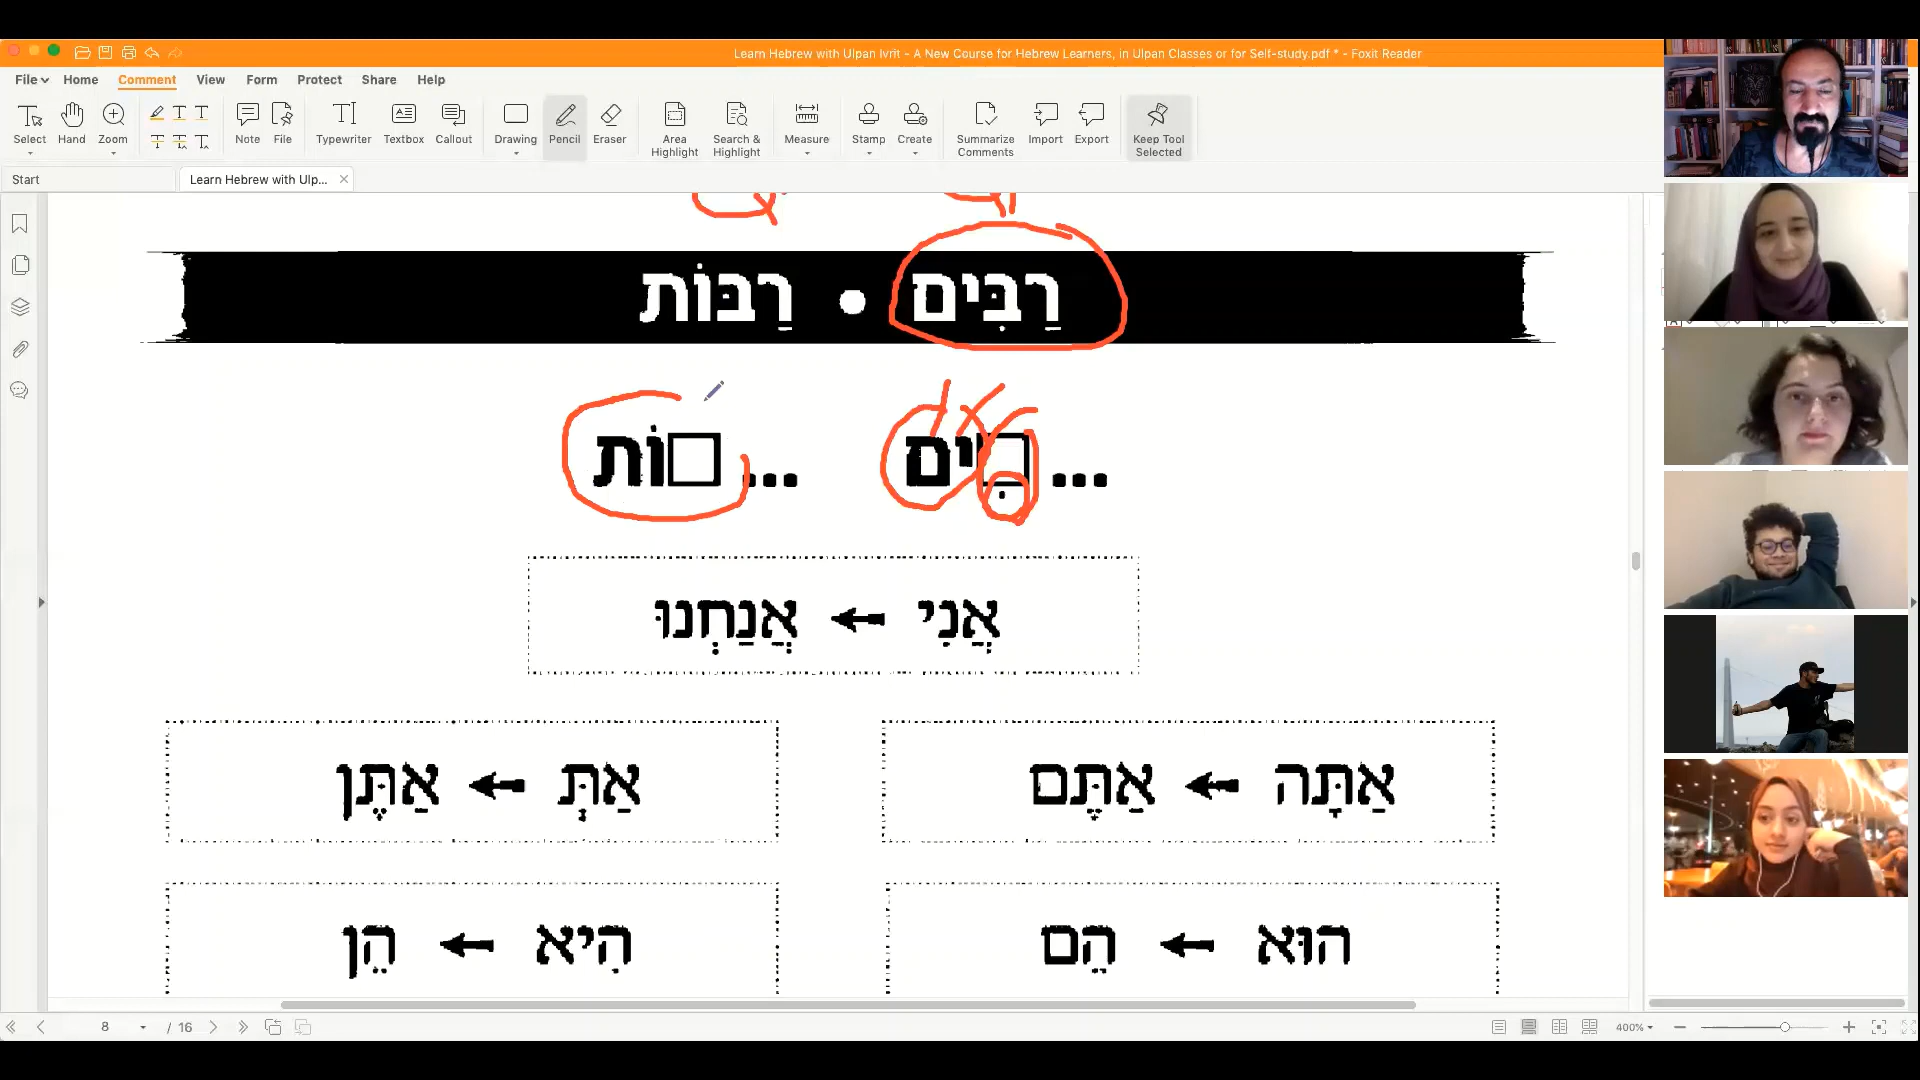 Learn Hebrew with Ulpan Ivrit - A New Course for Hebrew Learners, in Ulpan Classes or for Self-study.pdf * - Foxit Reader
File Home Comment View Form Protect Share Help
Select Hand Zoom Note File Typewriter Textbox Callout Drawing Pencil Eraser Area Highlight Search & Highlight Measure Stamp Create Summarize Comments Import Export Keep Tool Selected
Start Learn Hebrew with Ulp...
רַבִּים • רַבּוֹת
...□ִים ...□וֹת
אֲנִי ← אֲנַחְנוּ
אַתָּה ← אַתֶּם
אַתְּ ← אַתֶּן
הוּא ← הֵם
הִיא ← הֵן
8 / 16 400%